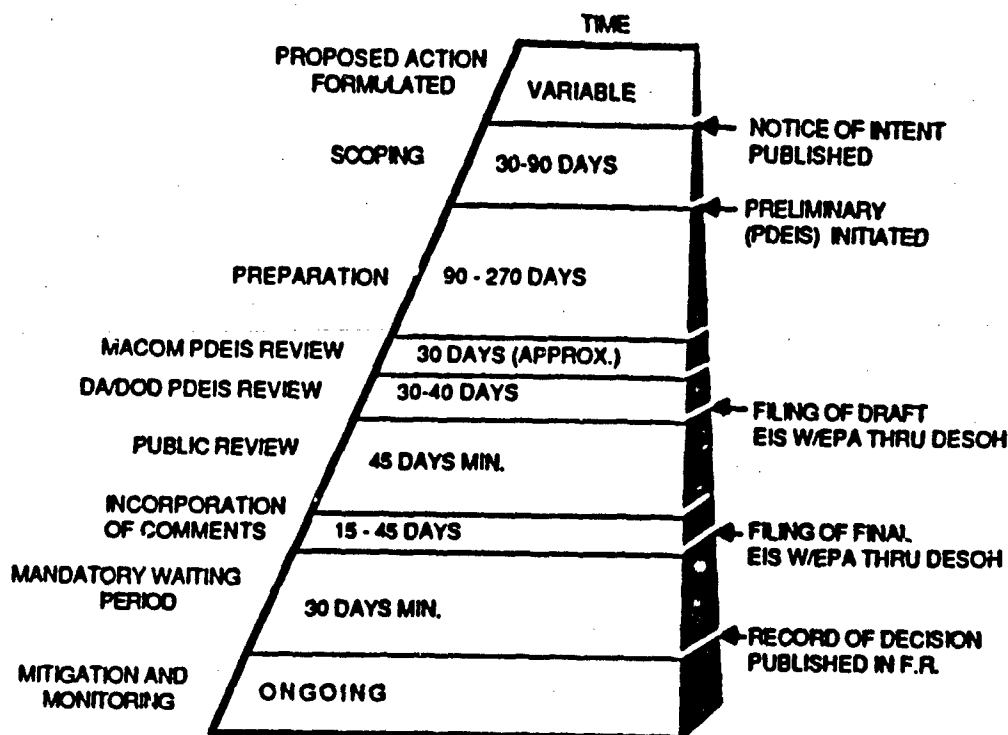 TIME
PROPOSED ACTION
FORMULATED
VARIABLE
NOTICE OF INTENT
PUBLISHED
SCOPING
30-90 DAYS
PRELIMINARY
(PDEIS) INITIATED
PREPARATION
90 - 270 DAYS
MACOM PDEIS REVIEW
30 DAYS (APPROX.)
DA/DOD PDEIS REVIEW
30-40 DAYS
FILING OF DRAFT
EIS W/EPA THRU DESOH
PUBLIC REVIEW
45 DAYS MIN.
INCORPORATION
OF COMMENTS
15 - 45 DAYS
FILING OF FINAL
EIS W/EPA THRU DESOH
MANDATORY WAITING
PERIOD
30 DAYS MIN.
RECORD OF DECISION
PUBLISHED IN F.R.
MITIGATION AND
MONITORING
ONGOING